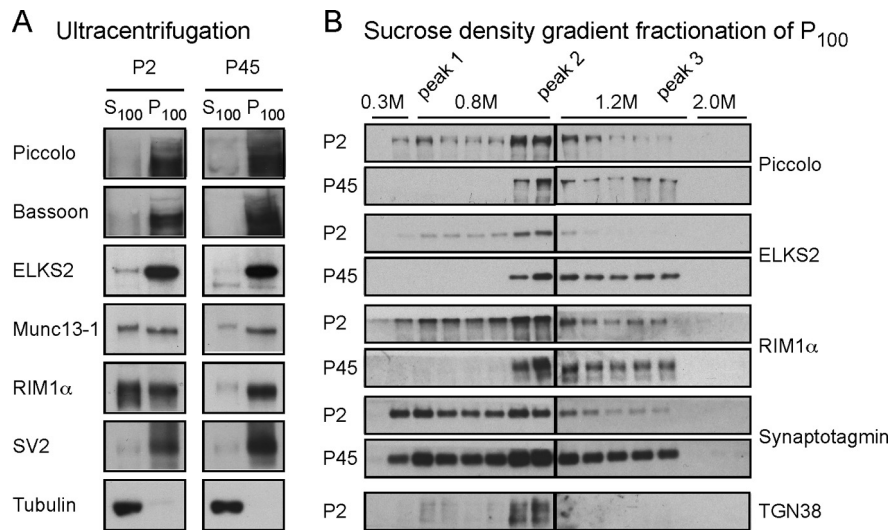 A Ultracentrifugation
P2 P45
S100 P100 S100 P100
Piccolo
Bassoon
ELKS2
Munc13-1
RIM1α
SV2
Tubulin
B Sucrose density gradient fractionation of P100
peak 1 peak 2 peak 3
0.3M 0.8M 1.2M 2.0M
P2
P45
Piccolo
P2
P45
ELKS2
P2
P45
RIM1α
P2
P45
Synaptotagmin
P2 TGN38